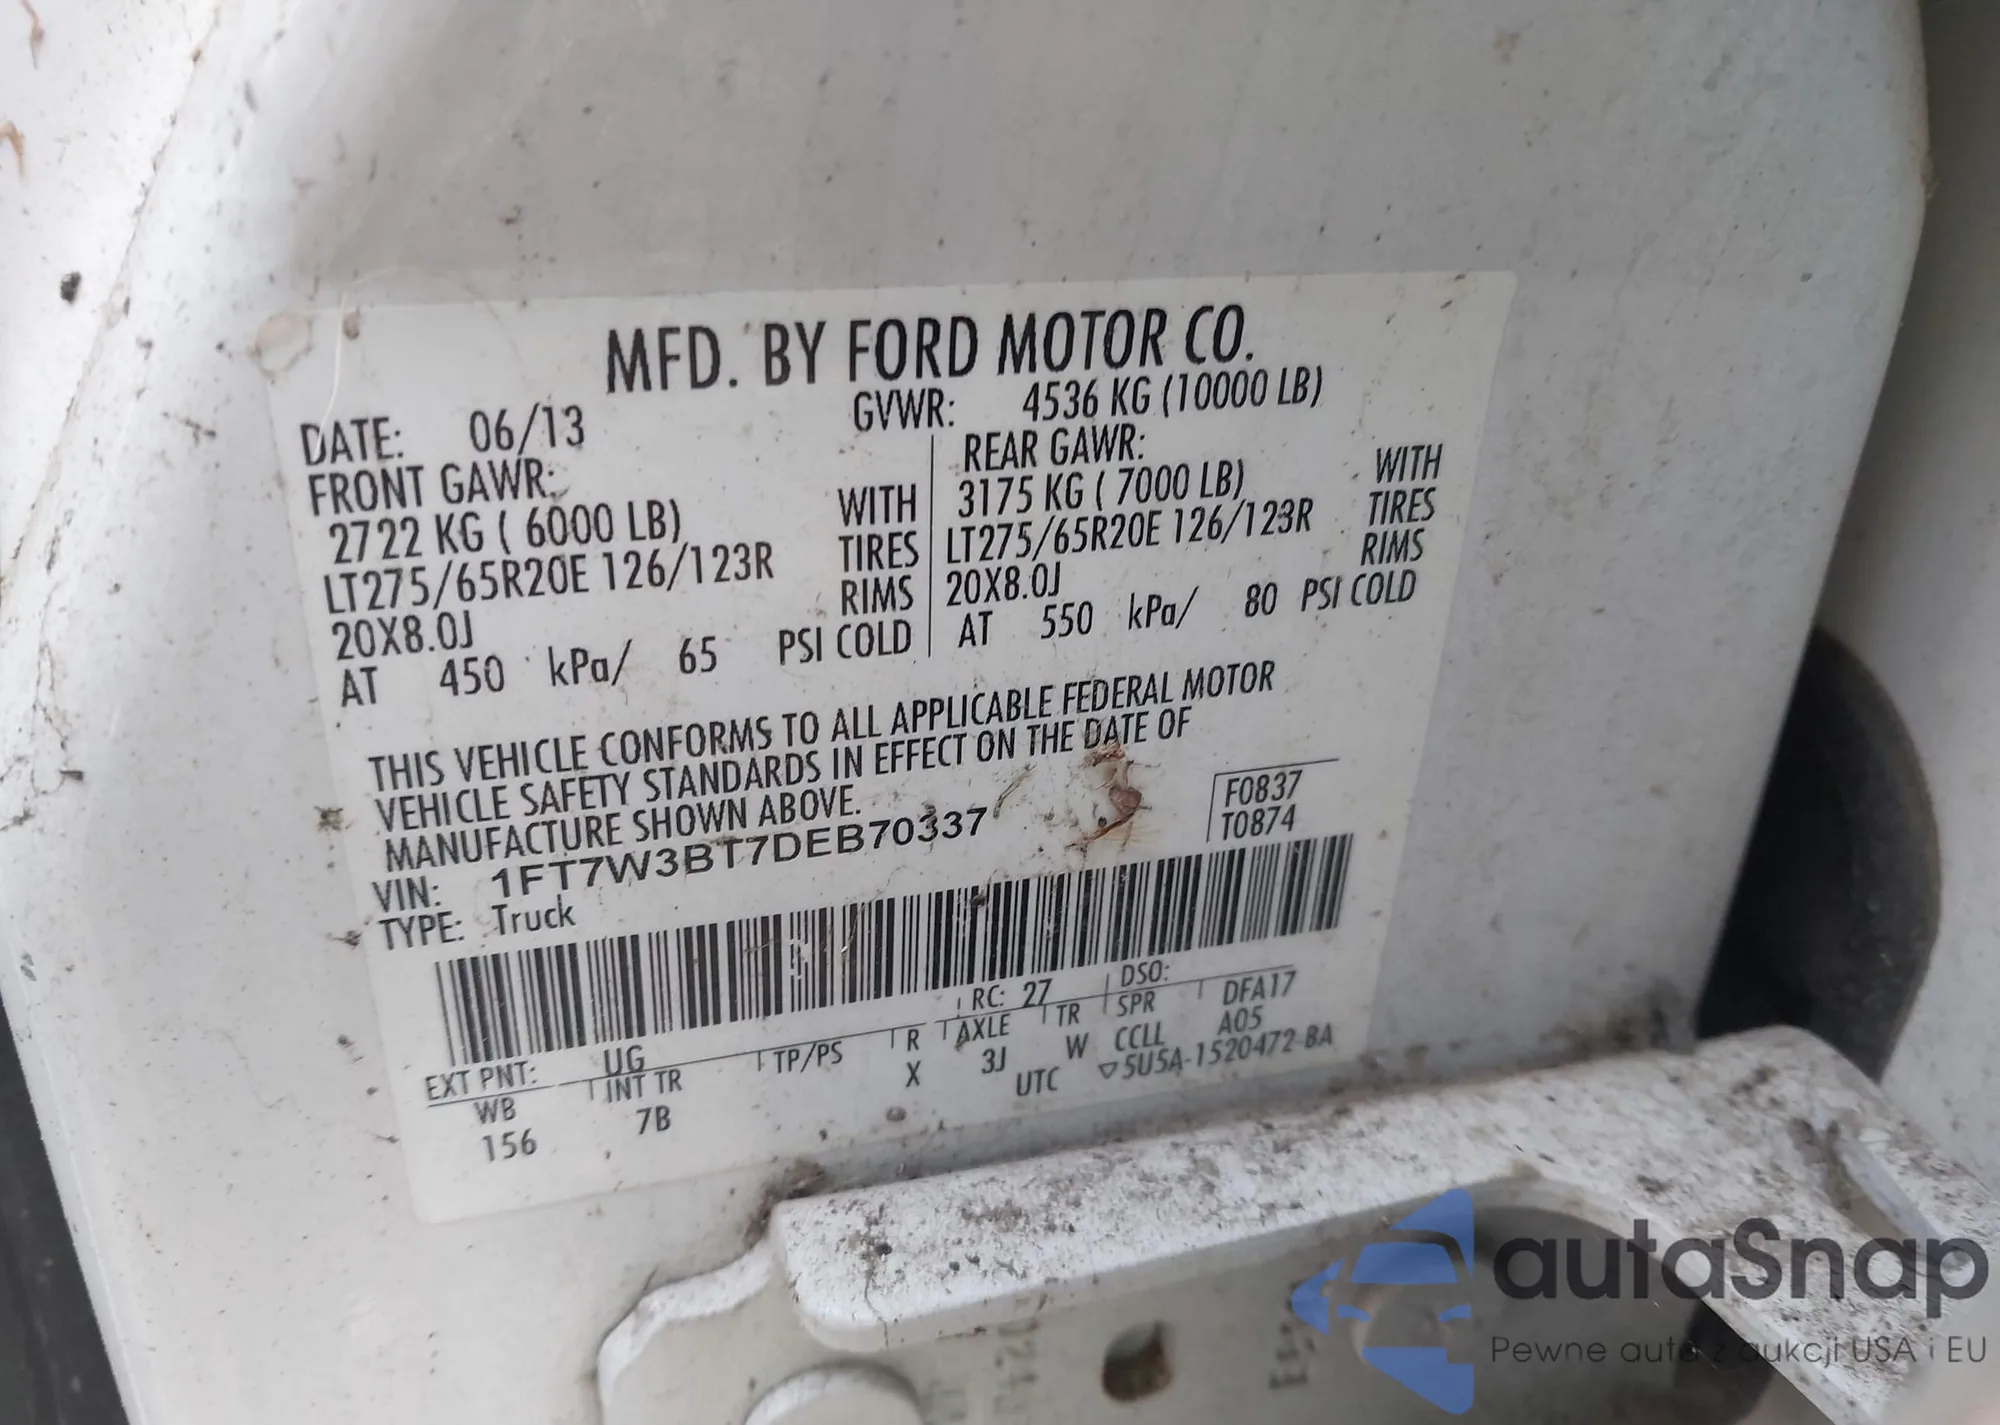 MFD. BY FORD MOTOR CO.
DATE: 06/13 GVWR: 4536 KG (10000 LB)
FRONT GAWR: REAR GAWR:
2722 KG ( 6000 LB) WITH 3175 KG ( 7000 LB) WITH
LT275/65R20E 126/123R TIRES LT275/65R20E 126/123R TIRES
20X8.0J RIMS 20X8.0J RIMS
AT 450 kPa/ 65 PSI COLD AT 550 kPa/ 80 PSI COLD
THIS VEHICLE CONFORMS TO ALL APPLICABLE FEDERAL MOTOR
VEHICLE SAFETY STANDARDS IN EFFECT ON THE DATE OF
MANUFACTURE SHOWN ABOVE.
F0837
T0874
VIN: 1FT7W3BT7DEB70337
TYPE: Truck
EXT PNT: UG RC: 27 DSO:
WB INT TR TP/PS R AXLE TR SPR DFA17
156 7B X 3J W CCLL A05
UTC ▽5U5A-1520472-BA
autaSnap
Pewne auta z aukcji USA i EU